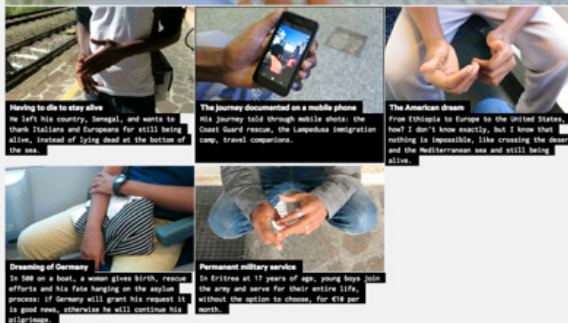 Having to die to stay alive
He left his country, Senegal, and wants to
thank Italians and Europeans for still being
alive, instead of lying dead at the bottom of
the sea.
The journey documented on a mobile phone
His journey told through mobile shots: the
Coast Guard rescue, the Lampedusa immigration
camp, travel companions.
The American dream
From Ethiopia to Europe to the United States,
how? I don't know exactly, but I know that
nothing is impossible, like crossing the desert
and the Mediterranean sea and still being
alive.
Dreaming of Germany
In 500 on a boat, a woman gives birth, rescue
efforts and his fate hanging on the asylum
process: if Germany will grant his request it
is good news, otherwise he will continue his
pilgrimage.
Permanent military service
In Eritrea at 17 years of age, young boys join
the army and serve for their entire life,
without the option to choose, for €10 per
month.